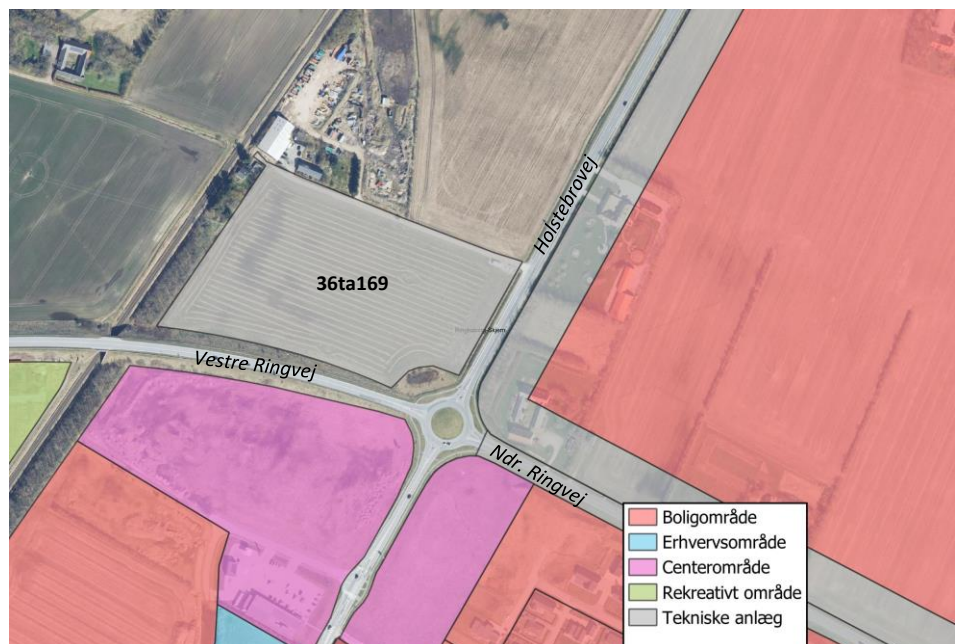 Holstebrovej
36ta169
Vestre Ringvej
Ndr. Ringvej
Boligområde
Erhvervsområde
Centerområde
Rekreativt område
Tekniske anlæg